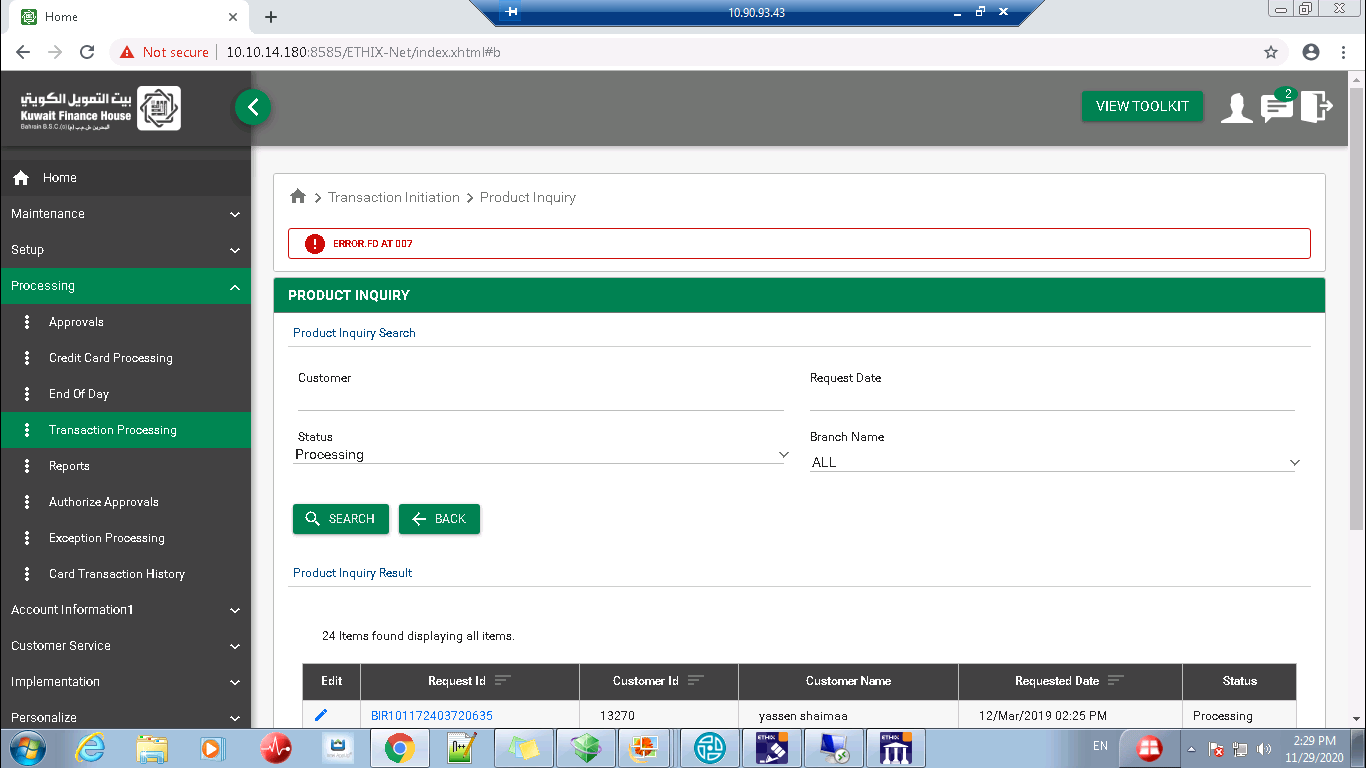 Home
10.90.93.43
Not secure
10.10.14.180:8585/ETHIX-Net/index.xhtml#b
بيت التمويل الكويتي
Kuwait Finance House
Bahrain B.S.C.(c)
VIEW TOOLKIT
2
Home
Maintenance
Setup
Processing
Approvals
Credit Card Processing
End Of Day
Transaction Processing
Reports
Authorize Approvals
Exception Processing
Card Transaction History
Account Information1
Customer Service
Implementation
Personalize
Transaction Initiation
Product Inquiry
ERROR.FD AT 007
PRODUCT INQUIRY
Product Inquiry Search
Customer
Request Date
Status
Processing
Branch Name
ALL
SEARCH
BACK
Product Inquiry Result
24 Items found displaying all items.
Edit Request Id Customer Id Customer Name Requested Date Status
BIR101172403720635 13270 yassen shaimaa 12/Mar/2019 02:25 PM Processing
ETHIX
ETHIX
EN
2:29 PM
11/29/2020